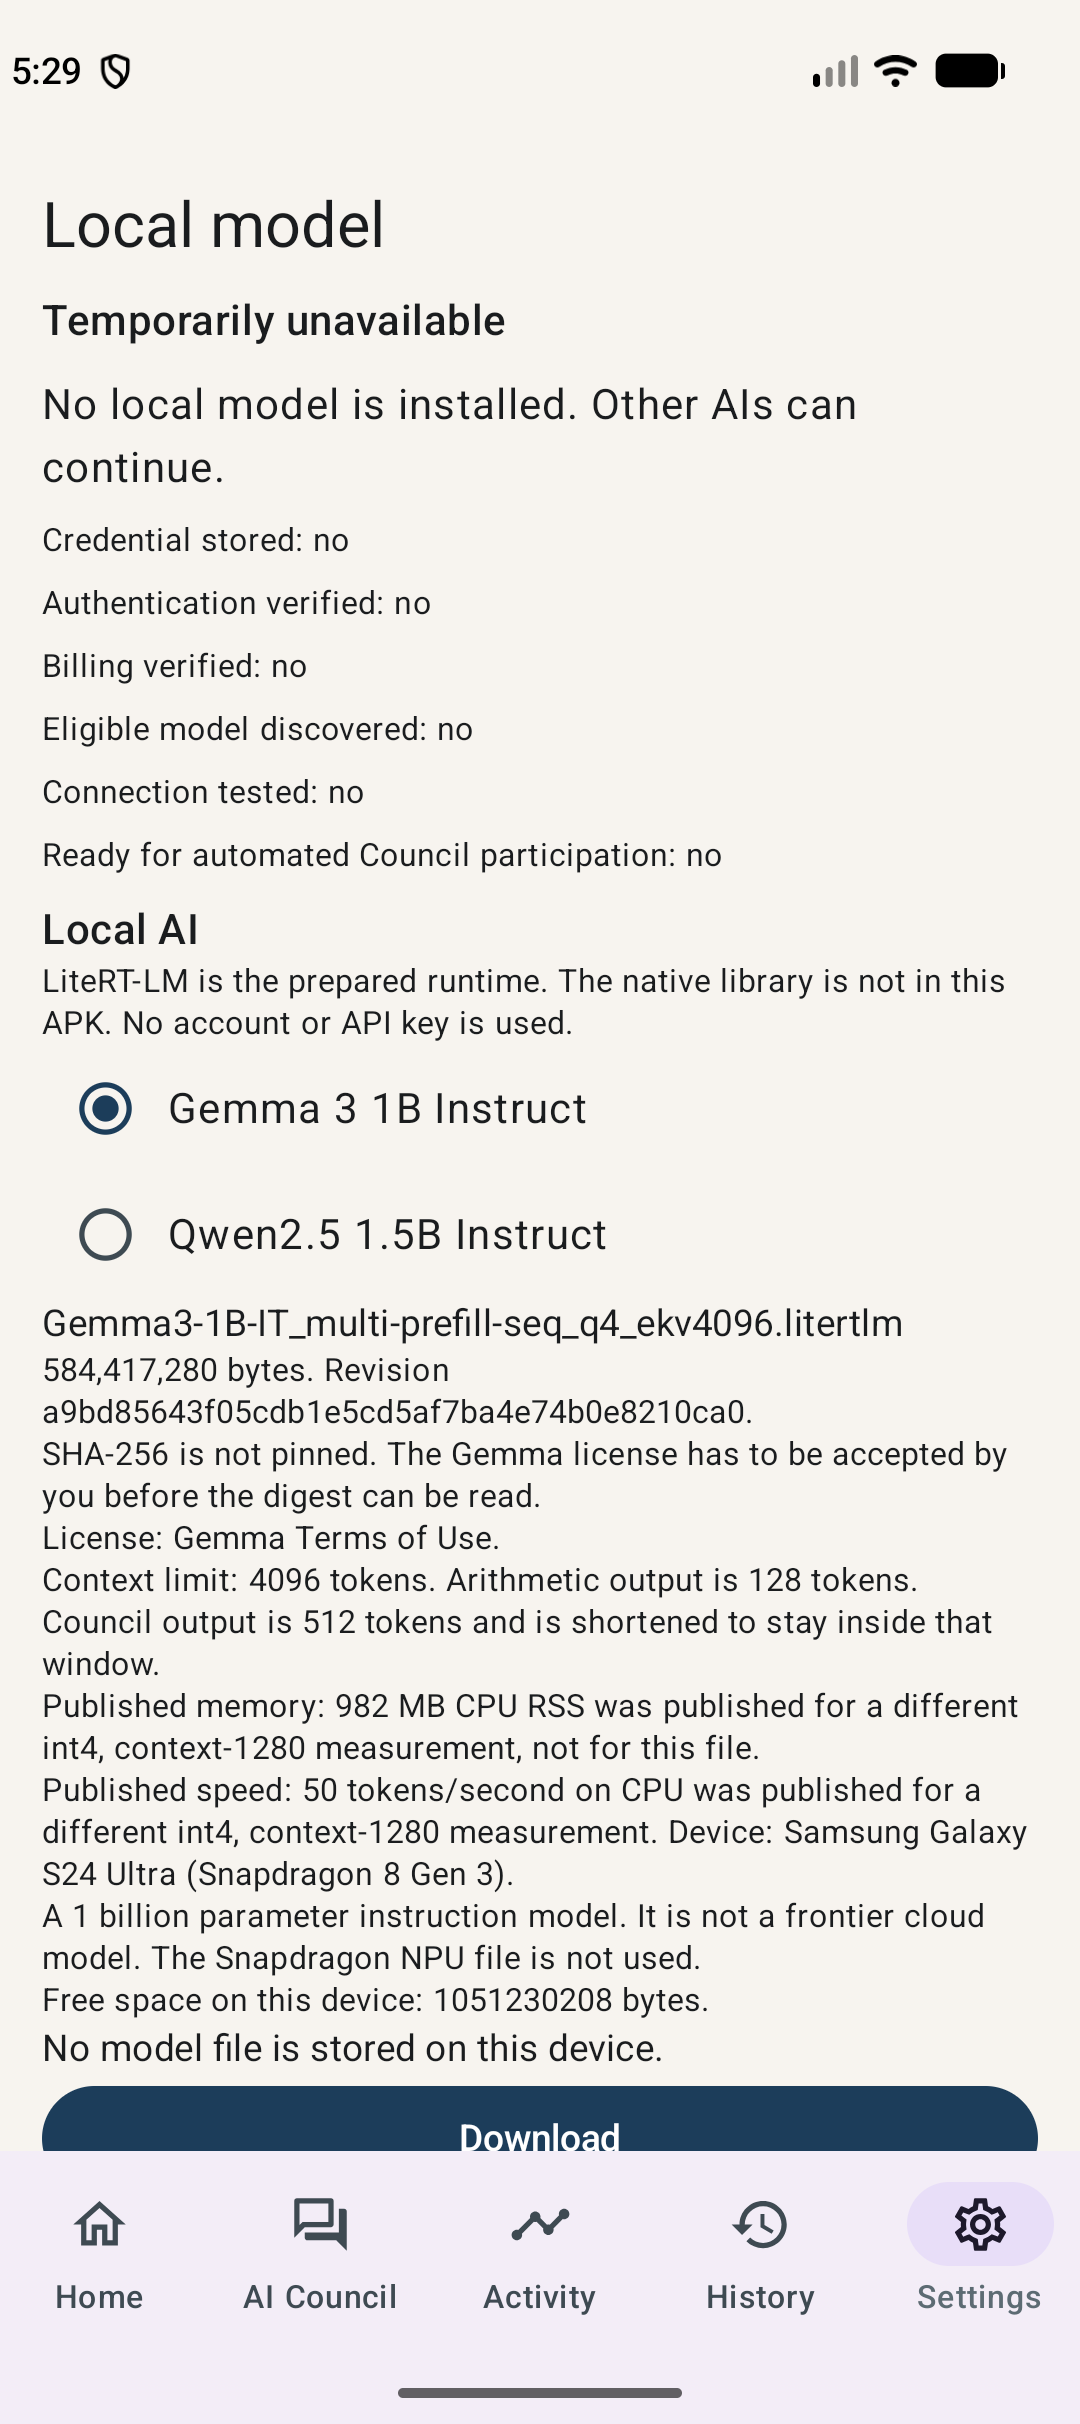 5:29
Local model
Temporarily unavailable
No local model is installed. Other AIs can
continue.
Credential stored: no
Authentication verified: no
Billing verified: no
Eligible model discovered: no
Connection tested: no
Ready for automated Council participation: no
Local AI
LiteRT-LM is the prepared runtime. The native library is not in this
APK. No account or API key is used.
Gemma 3 1B Instruct
Qwen2.5 1.5B Instruct
Gemma3-1B-IT_multi-prefill-seq_q4_ekv4096.litertlm
584,417,280 bytes. Revision
a9bd85643f05cdb1e5cd5af7ba4e74b0e8210ca0.
SHA-256 is not pinned. The Gemma license has to be accepted by
you before the digest can be read.
License: Gemma Terms of Use.
Context limit: 4096 tokens. Arithmetic output is 128 tokens.
Council output is 512 tokens and is shortened to stay inside that
window.
Published memory: 982 MB CPU RSS was published for a different
int4, context-1280 measurement, not for this file.
Published speed: 50 tokens/second on CPU was published for a
different int4, context-1280 measurement. Device: Samsung Galaxy
S24 Ultra (Snapdragon 8 Gen 3).
A 1 billion parameter instruction model. It is not a frontier cloud
model. The Snapdragon NPU file is not used.
Free space on this device: 1051230208 bytes.
No model file is stored on this device.
Download
Home
AI Council
Activity
History
Settings